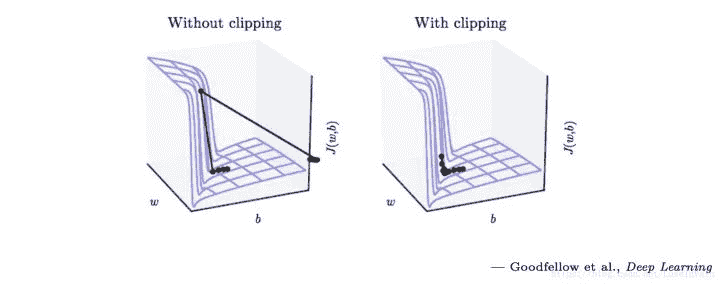 Without clipping
With clipping
J(w,b)
w
b
J(w,b)
w
b
— Goodfellow et al., Deep Learning